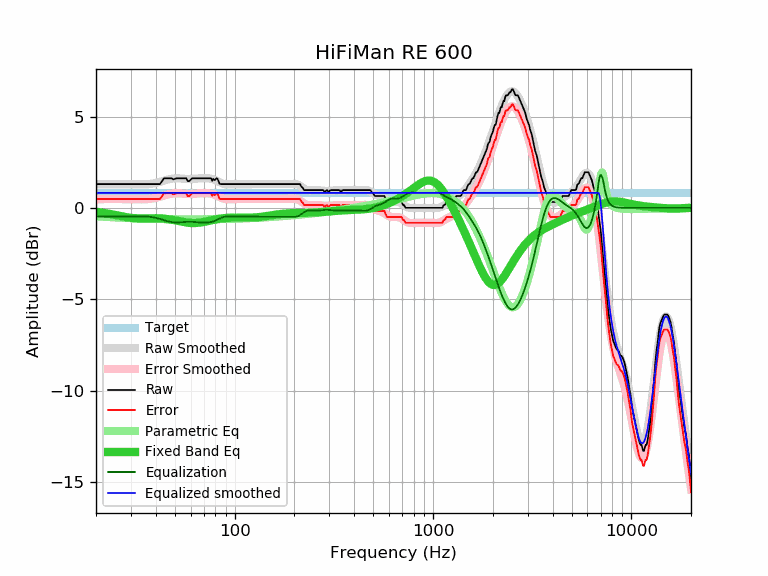 HiFiMan RE 600
Amplitude (dBr)
5
0
−5
−10
−15
Target
Raw Smoothed
Error Smoothed
Raw
Error
Parametric Eq
Fixed Band Eq
Equalization
Equalized smoothed
100
1000
10000
Frequency (Hz)